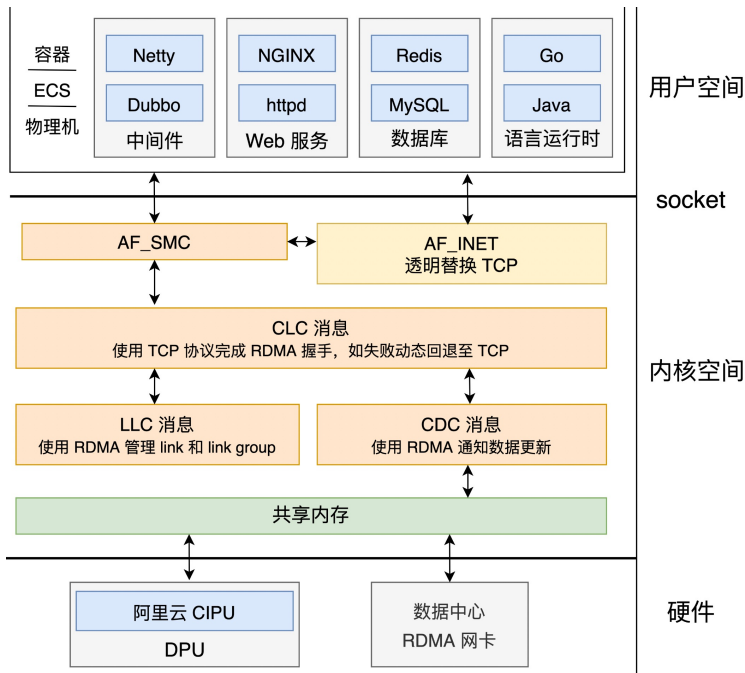 容器
ECS
物理机
Netty
Dubbo
中间件
NGINX
httpd
Web 服务
Redis
MySQL
数据库
Go
Java
语言运行时
用户空间
socket
AF_SMC
AF_INET
透明替换 TCP
CLC 消息
使用 TCP 协议完成 RDMA 握手，如失败动态回退至 TCP
内核空间
LLC 消息
使用 RDMA 管理 link 和 link group
CDC 消息
使用 RDMA 通知数据更新
共享内存
阿里云 CIPU
DPU
数据中心
RDMA 网卡
硬件